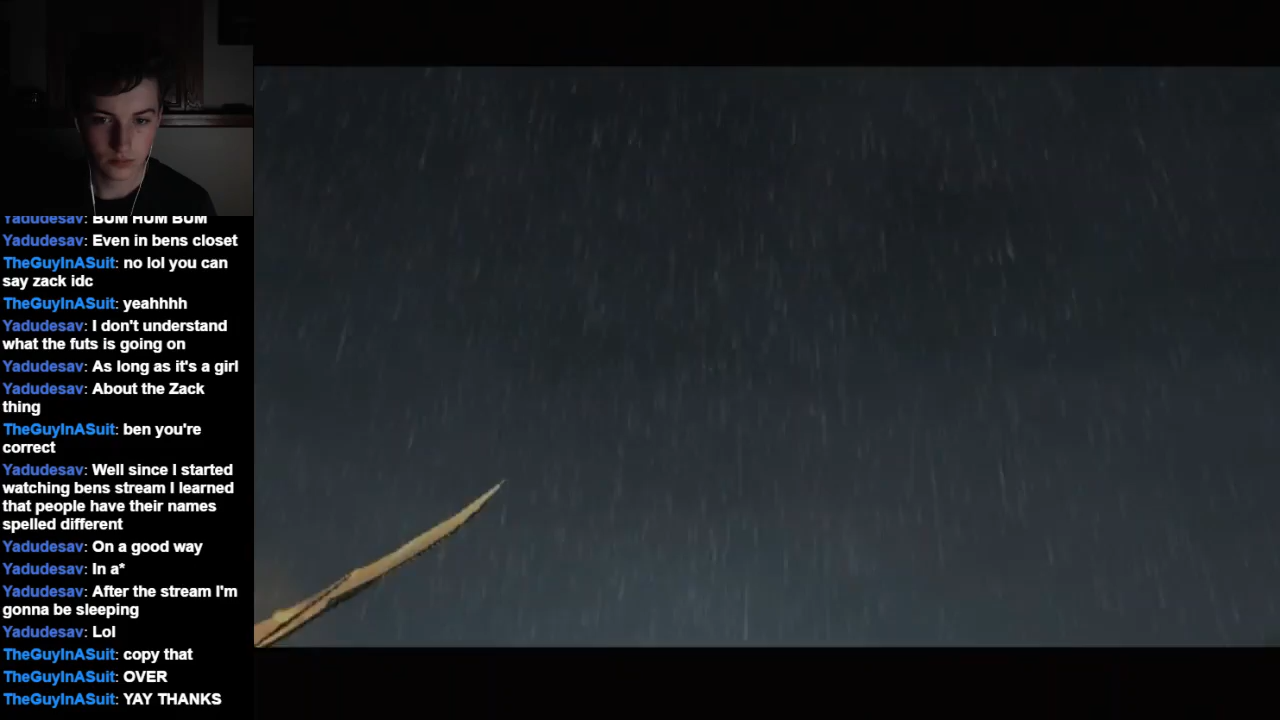 Yadudesav: BUM HUM BUM
Yadudesav: Even in bens closet
TheGuyInASuit: no lol you can
say zack idc
TheGuyInASuit: yeahhhh
Yadudesav: I don't understand
what the futs is going on
Yadudesav: As long as it's a girl
Yadudesav: About the Zack
thing
TheGuyInASuit: ben you're
correct
Yadudesav: Well since I started
watching bens stream I learned
that people have their names
spelled different
Yadudesav: On a good way
Yadudesav: In a*
Yadudesav: After the stream I'm
gonna be sleeping
Yadudesav: Lol
TheGuyInASuit: copy that
TheGuyInASuit: OVER
TheGuyInASuit: YAY THANKS